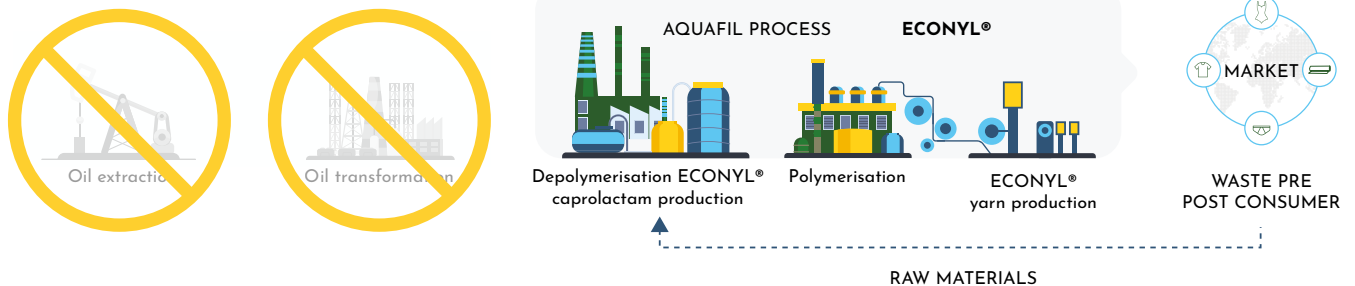 AQUAFIL PROCESS
ECONYL®
MARKET
Oil extraction
Oil transformation
Depolymerisation ECONYL®
caprolactam production
Polymerisation
ECONYL®
yarn production
WASTE PRE
POST CONSUMER
RAW MATERIALS